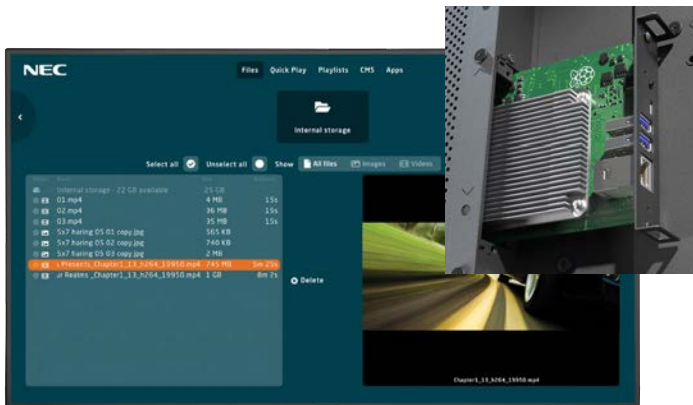 NEC
Files Quick Play Playlists CMS Apps
Internal storage
Select all Unselect all Show All files Images Videos
Internal storage - 22 GB available 25 GB
01.mp4 4 MB 15s
02.mp4 36 MB 15s
03.mp4 35 MB 15s
5x7 haring 05 01 copy.jpg 565 KB
5x7 haring 05 02 copy.jpg 740 KB
5x7 haring 05 03 copy.jpg 2 MB
Presents_Chapter1_13_h264_19950.mp4 745 MB 5m 25s
Realms_Chapter1_13_h264_19950.mp4 1 GB 8m 2s
Delete
Chapter1_13_h264_19950.mp4